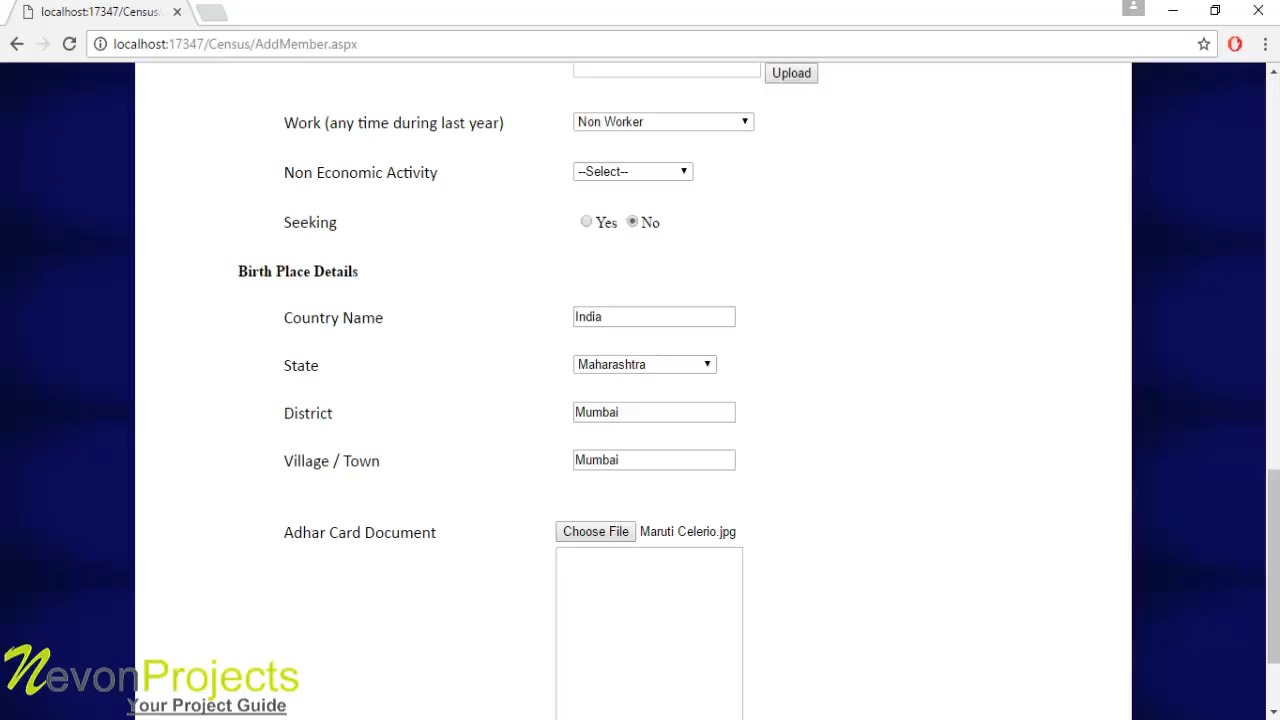 localhost:17347/Census/
localhost:17347/Census/AddMember.aspx
Upload
Work (any time during last year) Non Worker
Non Economic Activity --Select--
Seeking Yes No
Birth Place Details
Country Name India
State Maharashtra
District Mumbai
Village / Town Mumbai
Adhar Card Document Choose File Maruti Celerio.jpg
NevonProjects
Your Project Guide